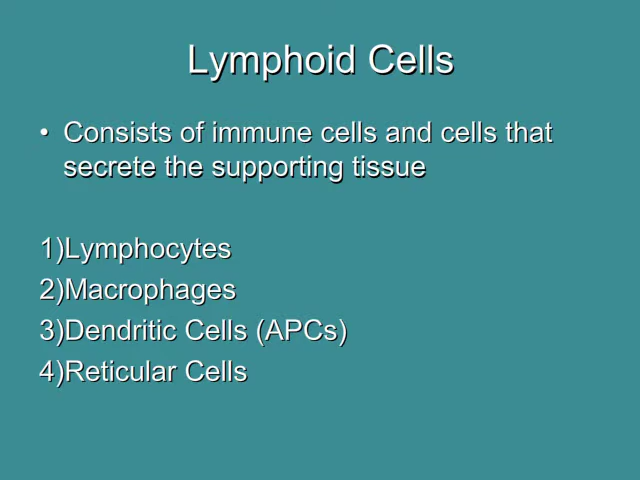 Lymphoid Cells
• Consists of immune cells and cells that
secrete the supporting tissue
1)Lymphocytes
2)Macrophages
3)Dendritic Cells (APCs)
4)Reticular Cells